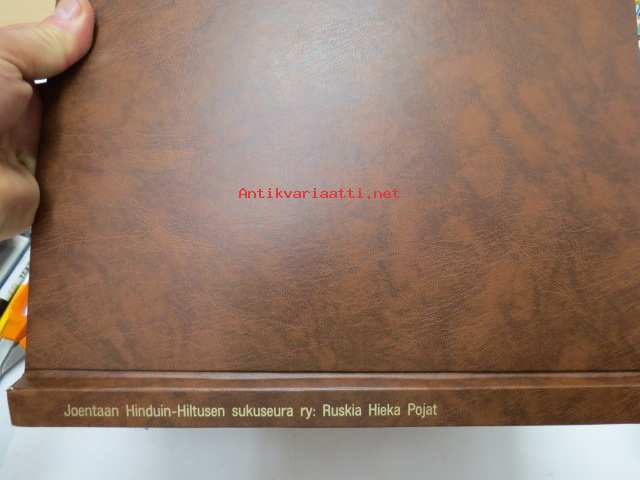 Antikvariaatti.net
Joentaan Hinduin-Hiltusen sukuseura ry: Ruskia Hieka Pojat